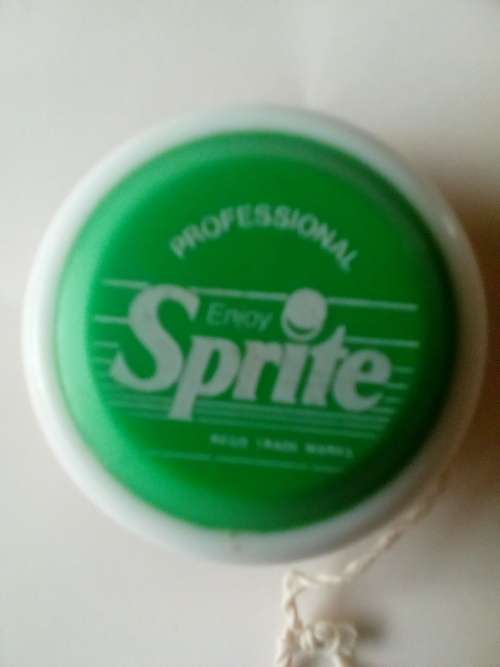 PROFESSIONAL
Enjoy
Sprite
REGD TRADE MARKS